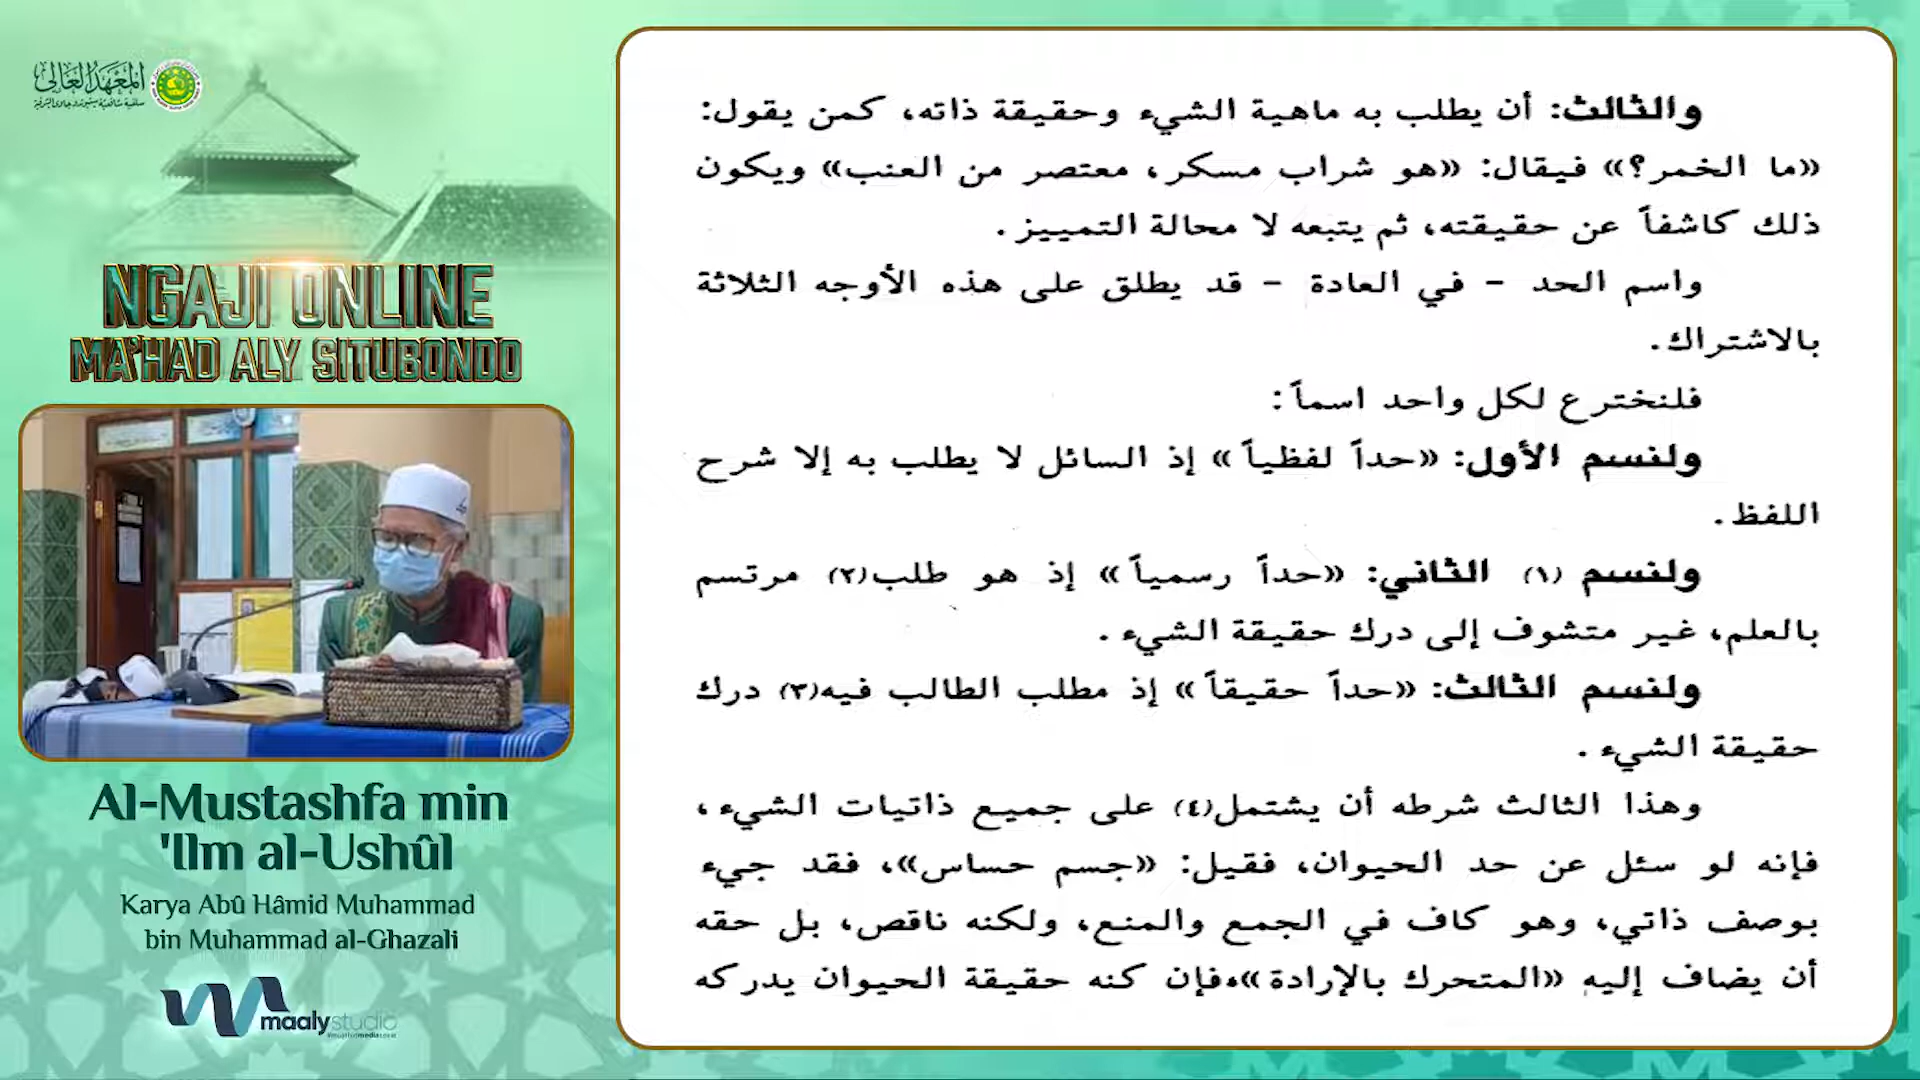 المعهد العالى
NGAJI ONLINE
MA'HAD ALY SITUBONDO
Al-Mustashfa min
'Ilm al-Ushûl
Karya Abû Hâmid Muhammad
bin Muhammad al-Ghazali
maalystudio
والثالث: أن يطلب به ماهية الشيء وحقيقة ذاته، كمن يقول:
«ما الخمر؟» فيقال: «هو شراب مسكر، معتصر من العنب» ويكون
ذلك كاشفاً عن حقيقته، ثم يتبعه لا محالة التمييز.
واسم الحد - في العادة - قد يطلق على هذه الأوجه الثلاثة
بالاشتراك.
فلنخترع لكل واحد اسماً:
ولنسم الأول: «حداً لفظياً» إذ السائل لا يطلب به إلا شرح
اللفظ.
ولنسم (١) الثاني: «حداً رسمياً» إذ هو طلب(٢) مرتسم
بالعلم، غير متشوف إلى درك حقيقة الشيء.
ولنسم الثالث: «حداً حقيقاً» إذ مطلب الطالب فيه(٣) درك
حقيقة الشيء.
وهذا الثالث شرطه أن يشتمل(٤) على جميع ذاتيات الشيء،
فإنه لو سئل عن حد الحيوان، فقيل: «جسم حساس»، فقد جيء
بوصف ذاتي، وهو كاف في الجمع والمنع، ولكنه ناقص، بل حقه
أن يضاف إليه «المتحرك بالإرادة»، فإن كنه حقيقة الحيوان يدركه